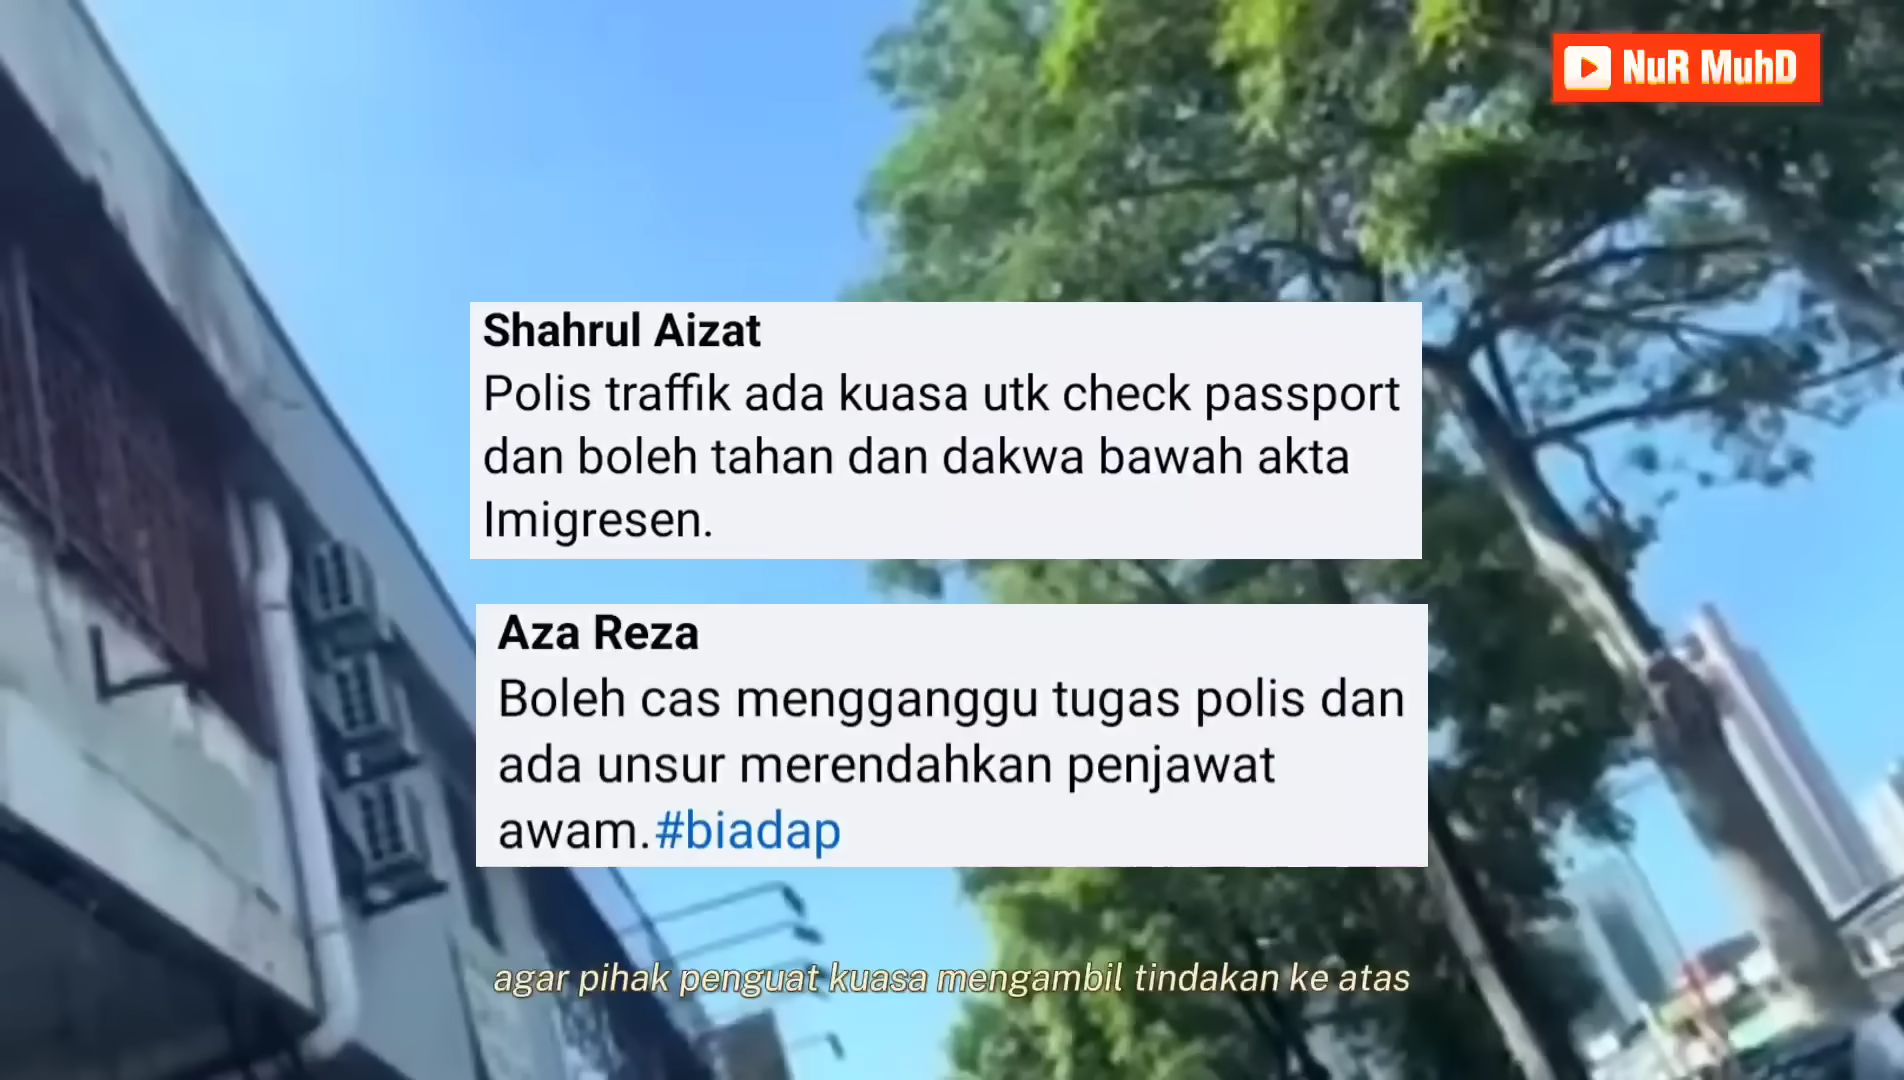 NuR MuhD
Shahrul Aizat
Polis traffik ada kuasa utk check passport
dan boleh tahan dan dakwa bawah akta
Imigresen.
Aza Reza
Boleh cas mengganggu tugas polis dan
ada unsur merendahkan penjawat
awam.#biadap
agar pihak penguat kuasa mengambil tindakan ke atas